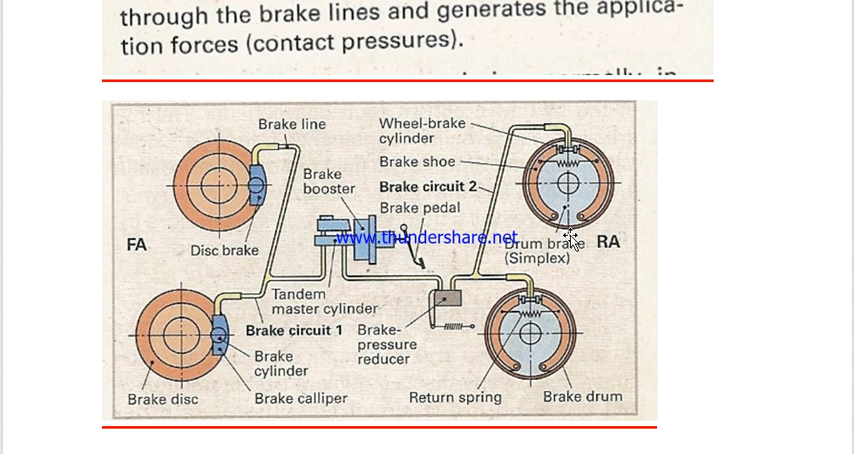 through the brake lines and generates the applica-
tion forces (contact pressures).
Brake line
Wheel-brake
cylinder
Brake shoe
Brake
booster
Brake circuit 2
Brake pedal
www.thundershare.net
FA
Disc brake
Drum brake
(Simplex)
RA
Tandem
master cylinder
Brake circuit 1
Brake-
pressure
reducer
Brake
cylinder
Brake disc
Brake calliper
Return spring
Brake drum